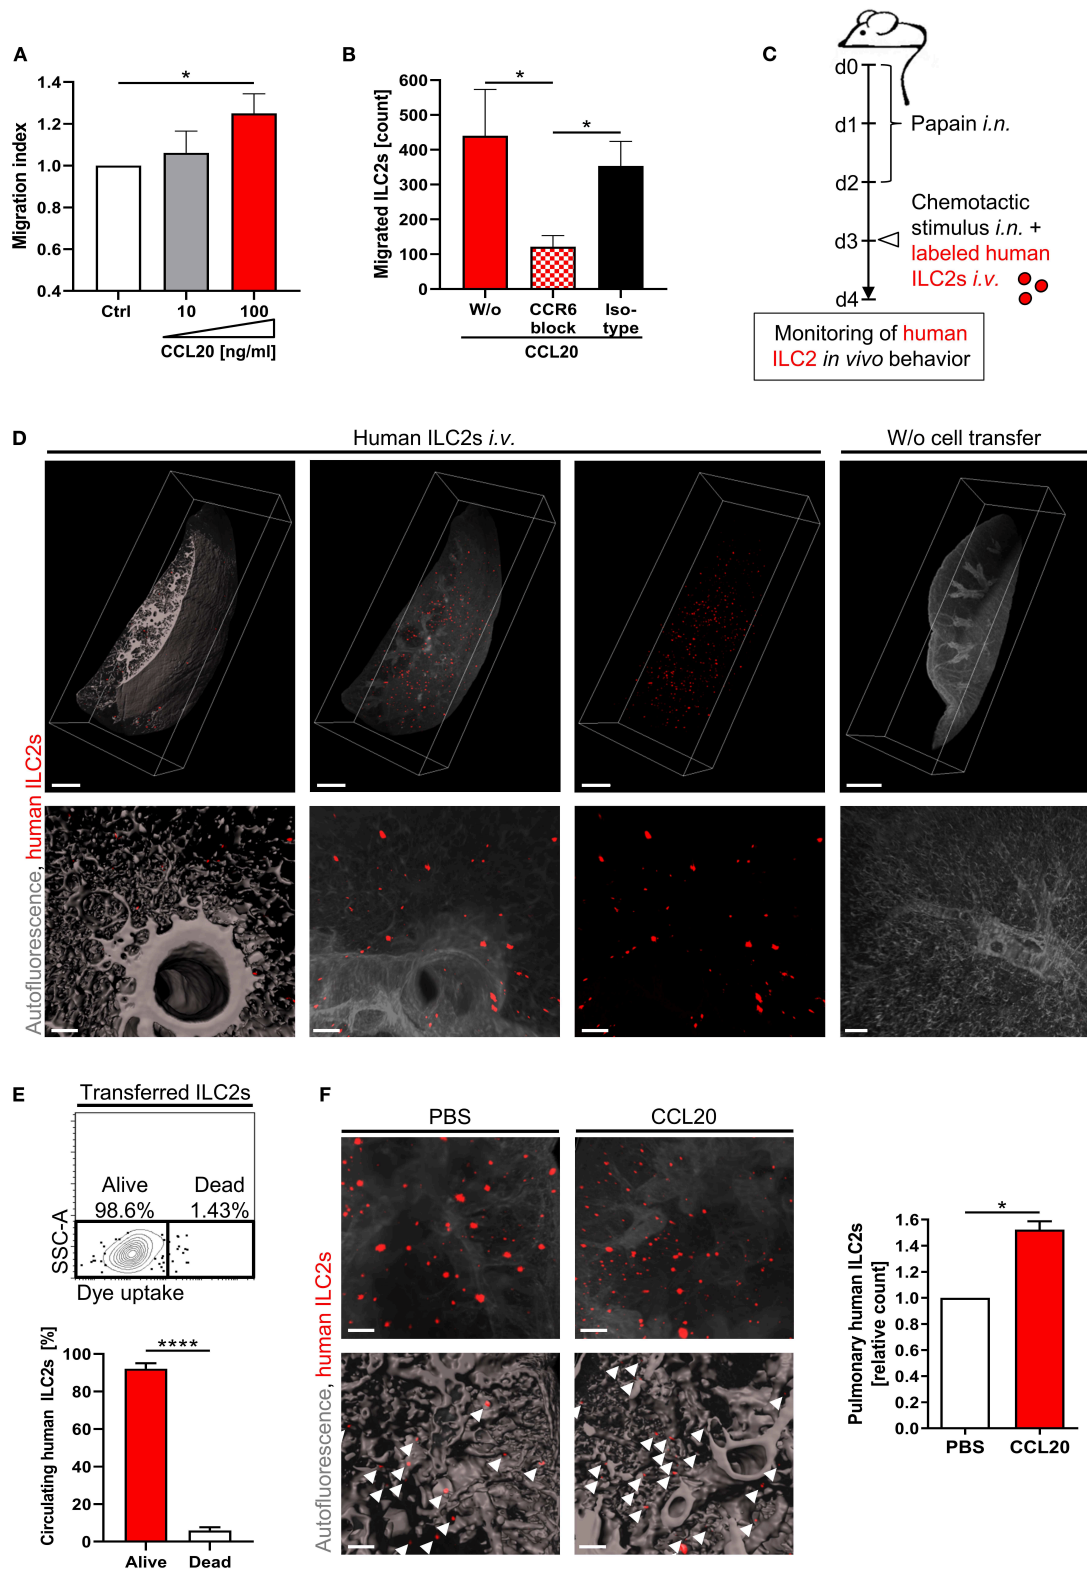 A
Migration index
1.4
1.2
1.0
0.8
0.6
0.4
*
Ctrl
10
100
CCL20 [ng/ml]
B
Migrated ILC2s [count]
600
500
400
300
200
100
0
*
*
W/o
CCR6
block
Iso-
type
CCL20
C
d0
d1
d2
d3
d4
Papain i.n.
Chemotactic
stimulus i.n. +
labeled human
ILC2s i.v.
Monitoring of human
ILC2 in vivo behavior
D
Human ILC2s i.v.
W/o cell transfer
Autofluorescence, human ILC2s
E
Transferred ILC2s
Alive
98.6%
Dead
1.43%
SSC-A
Dye uptake
Circulating human ILC2s [%]
100
80
60
40
20
0
****
Alive
Dead
F
PBS
CCL20
Autofluorescence, human ILC2s
Pulmonary human ILC2s
[relative count]
1.6
1.4
1.2
1.0
0.8
0.6
0.4
0.2
0.0
*
PBS
CCL20